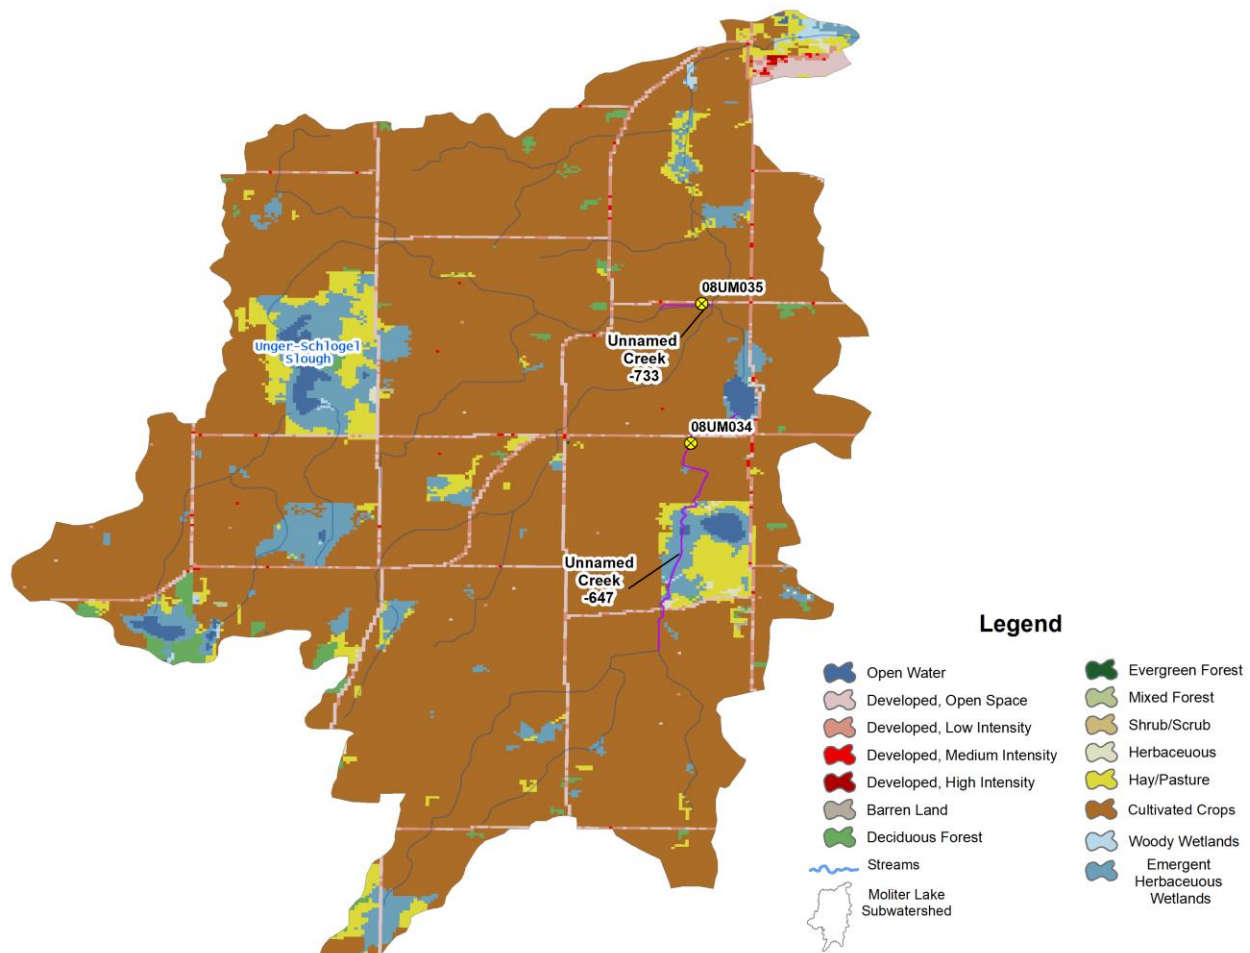 08UM035
Unnamed
Creek
-733
Unger-Schlogel
Slough
08UM034
Unnamed
Creek
-647
Legend
Open Water
Developed, Open Space
Developed, Low Intensity
Developed, Medium Intensity
Developed, High Intensity
Barren Land
Deciduous Forest
Streams
Moliter Lake
Subwatershed
Evergreen Forest
Mixed Forest
Shrub/Scrub
Herbaceuous
Hay/Pasture
Cultivated Crops
Woody Wetlands
Emergent
Herbaceuous
Wetlands